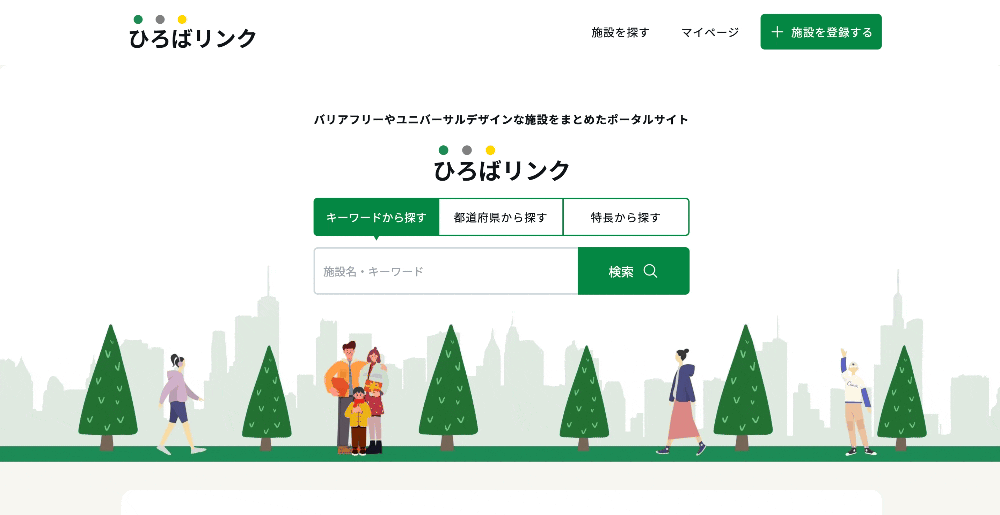 ひろばリンク
施設を探す
マイページ
施設を登録する
バリアフリーやユニバーサルデザインな施設をまとめたポータルサイト
ひろばリンク
キーワードから探す
都道府県から探す
特長から探す
施設名・キーワード
検索